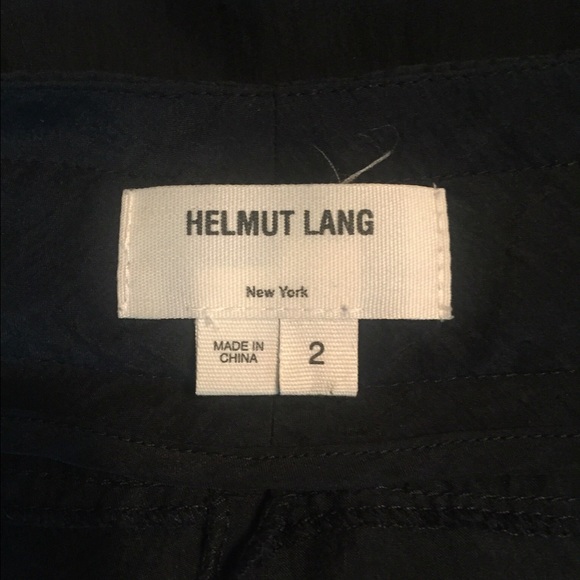 HELMUT LANG
New York
MADE IN
CHINA
2